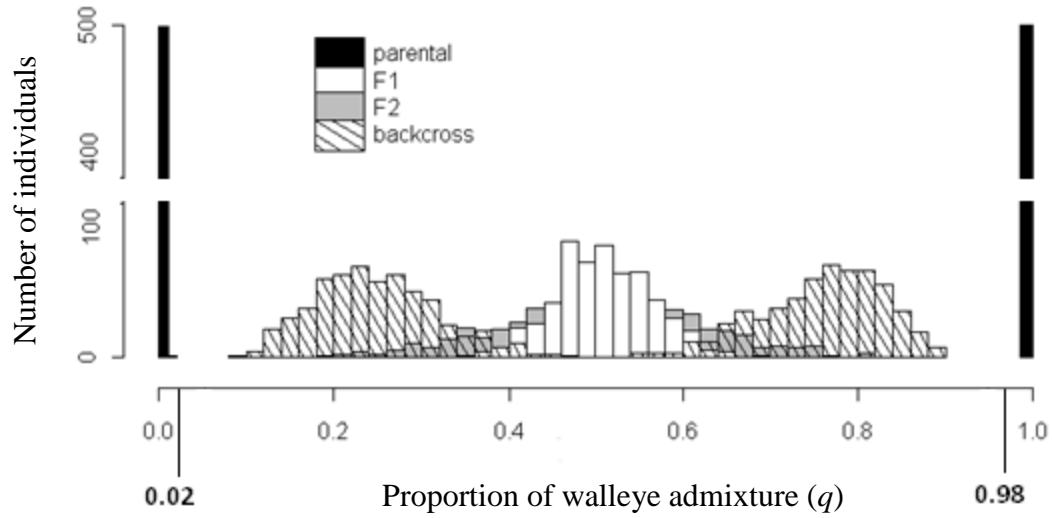 Number of individuals
500
400
100
0
parental
F1
F2
backcross
0.0
0.2
0.4
0.6
0.8
1.0
0.02
Proportion of walleye admixture (q)
0.98